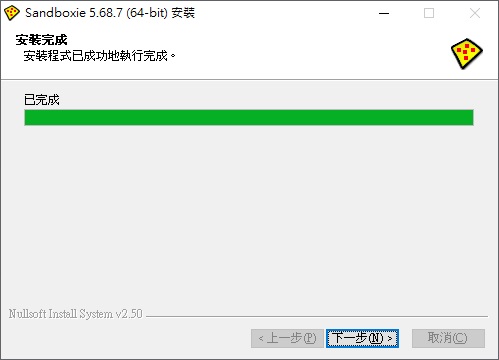 Sandboxie 5.68.7 (64-bit) 安裝
安裝完成
安裝程式已成功地執行完成。
已完成
Nullsoft Install System v2.50
< 上一步(P)
下一步(N) >
取消(C)